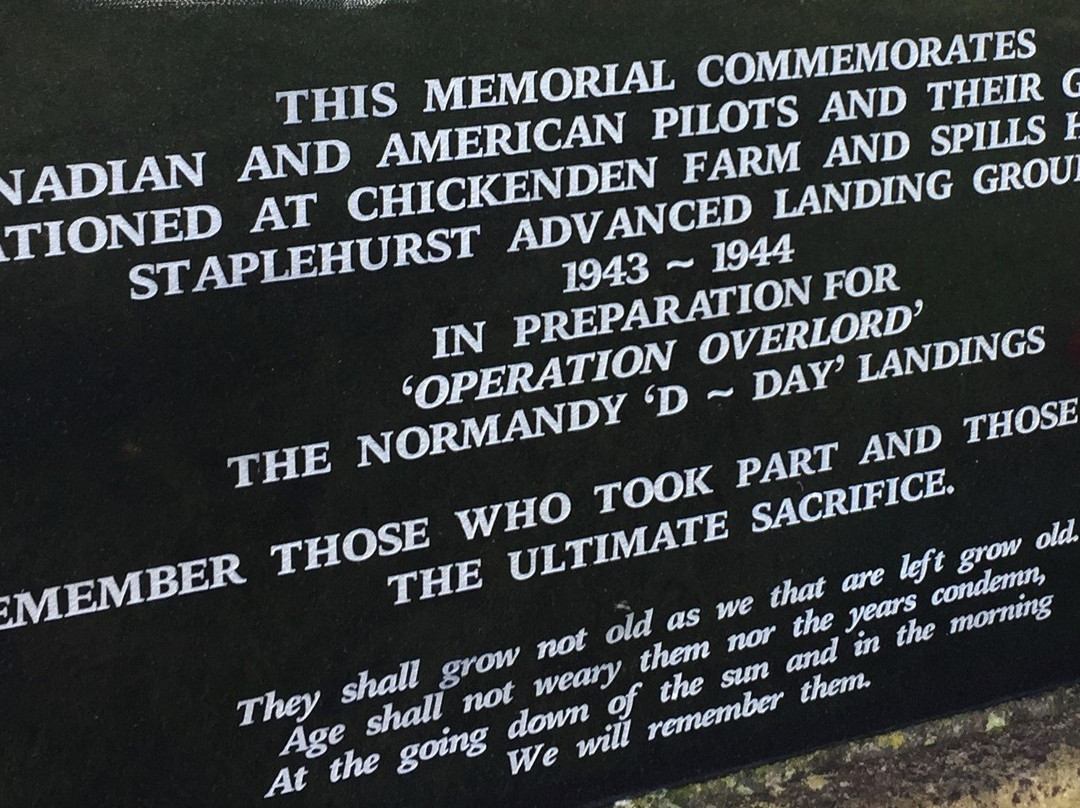 THIS MEMORIAL COMMEMORATES
NADIAN AND AMERICAN PILOTS AND THEIR G
ATIONED AT CHICKENDEN FARM AND SPILLS H
STAPLEHURST ADVANCED LANDING GROU
1943 ~ 1944
IN PREPARATION FOR
‘OPERATION OVERLORD’
THE NORMANDY ‘D ~ DAY’ LANDINGS
EMEMBER THOSE WHO TOOK PART AND THOSE
THE ULTIMATE SACRIFICE.
They shall grow not old as we that are left grow old.
Age shall not weary them nor the years condemn,
At the going down of the sun and in the morning
We will remember them.